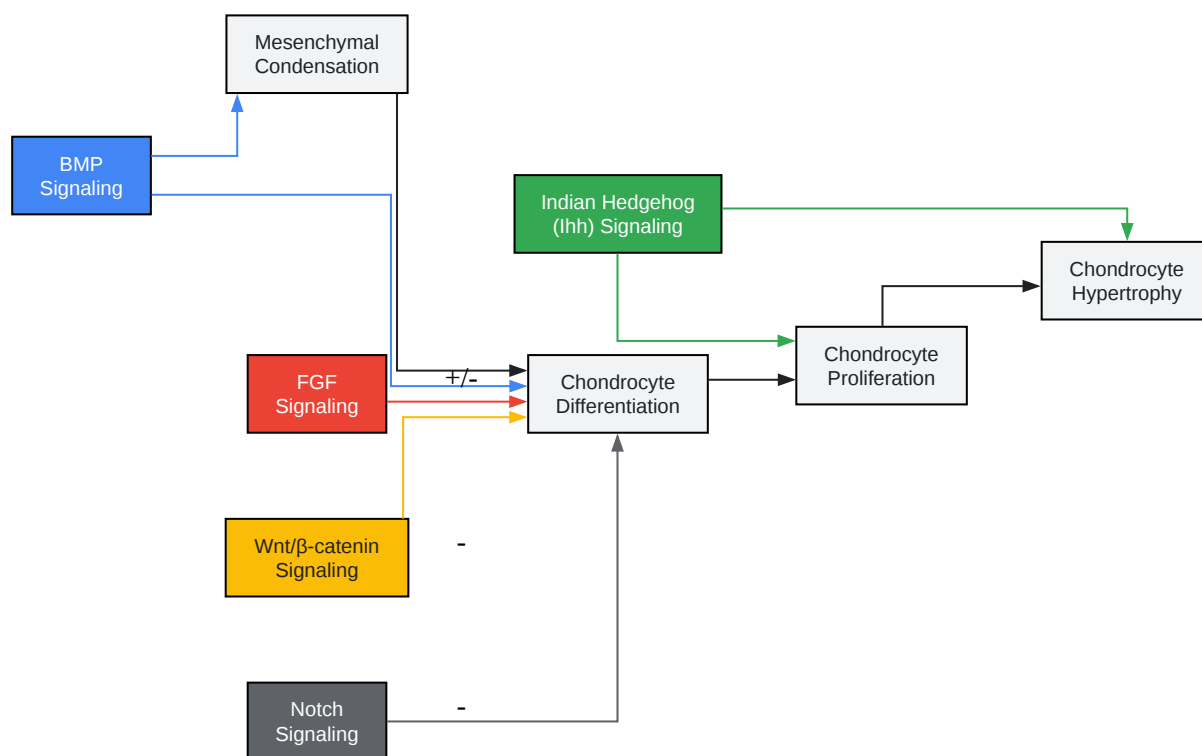 Mesenchymal
Condensation
BMP
Signaling
Indian Hedgehog
(Ihh) Signaling
Chondrocyte
Hypertrophy
Chondrocyte
Proliferation
FGF
Signaling
+/-
Chondrocyte
Differentiation
Wnt/β-catenin
Signaling
-
Notch
Signaling
-